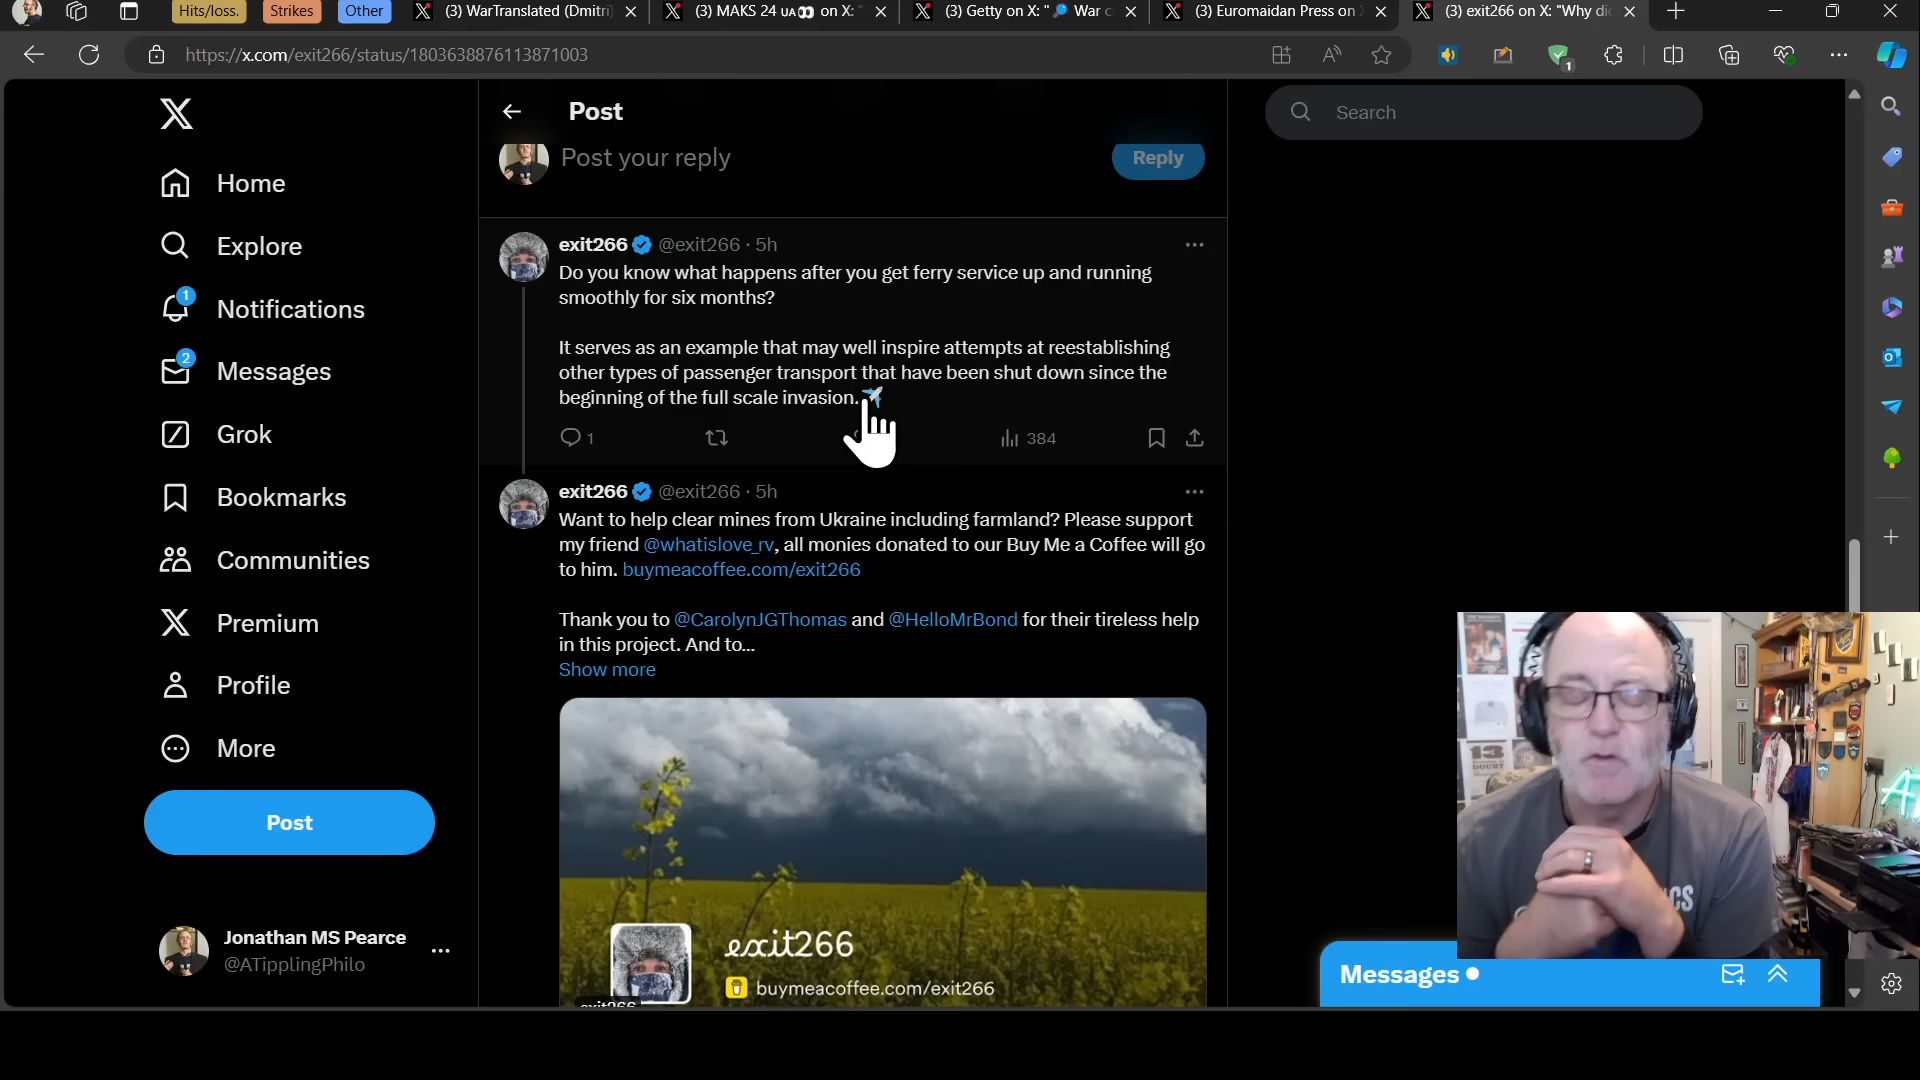 Hits/loss.
Strikes
Other
(3) WarTranslated (Dmitri
(3) MAKS 24 UA👀 on X: "
(3) Getty on X: "🔎 War c
(3) Euromaidan Press on
(3) exit266 on X: "Why di
https://x.com/exit266/status/1803638876113871003
1
Post
Search
Post your reply
Reply
Home
Explore
1
Notifications
2
Messages
Grok
Bookmarks
Communities
Premium
Profile
More
Post
Jonathan MS Pearce
@ATipplingPhilo
exit266 @exit266 · 5h
Do you know what happens after you get ferry service up and running
smoothly for six months?
It serves as an example that may well inspire attempts at reestablishing
other types of passenger transport that have been shut down since the
beginning of the full scale invasion. ✈️
1
384
exit266 @exit266 · 5h
Want to help clear mines from Ukraine including farmland? Please support
my friend @whatislove_rv, all monies donated to our Buy Me a Coffee will go
to him. buymeacoffee.com/exit266
Thank you to @CarolynJGThomas and @HelloMrBond for their tireless help
in this project. And to...
Show more
exit266
buymeacoffee.com/exit266
exit266
13
DOUBT
Messages